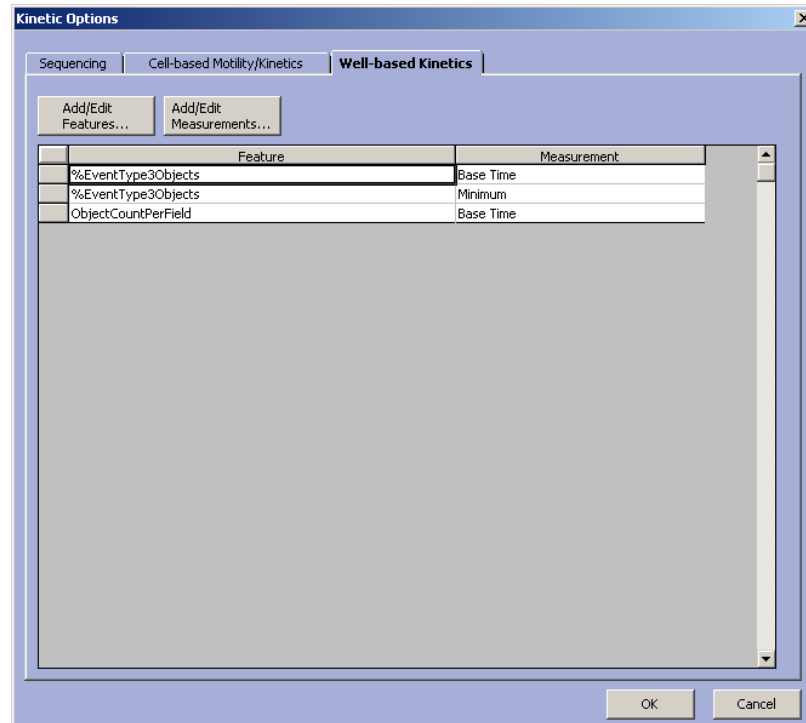 Kinetic Options
Sequencing
Cell-based Motility/Kinetics
Well-based Kinetics
Add/Edit
Features...
Add/Edit
Measurements...
Feature Measurement
%EventType3Objects Base Time
%EventType3Objects Minimum
ObjectCountPerField Base Time
OK
Cancel